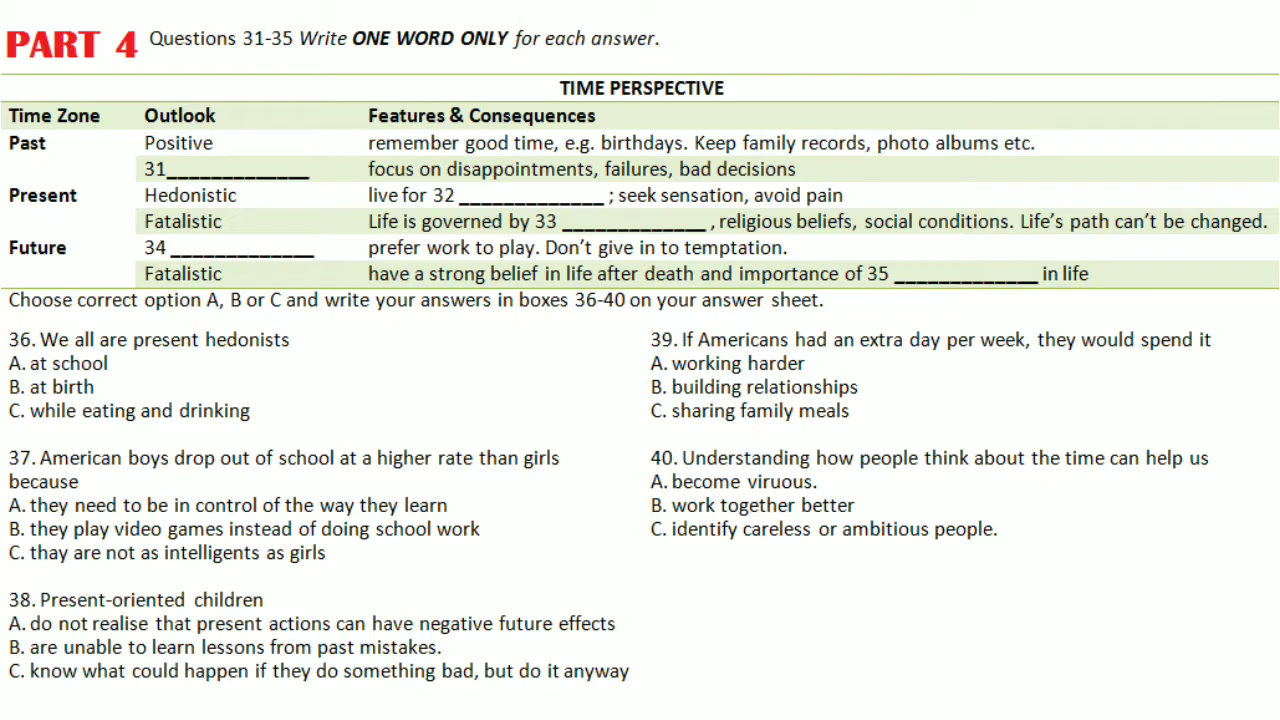 PART 4 Questions 31-35 Write ONE WORD ONLY for each answer.
TIME PERSPECTIVE
Time Zone Outlook Features & Consequences
Past Positive remember good time, e.g. birthdays. Keep family records, photo albums etc.
31_____________ focus on disappointments, failures, bad decisions
Present Hedonistic live for 32 _____________ ; seek sensation, avoid pain
Fatalistic Life is governed by 33 _____________ , religious beliefs, social conditions. Life's path can't be changed.
Future 34 _____________ prefer work to play. Don't give in to temptation.
Fatalistic have a strong belief in life after death and importance of 35 _____________ in life
Choose correct option A, B or C and write your answers in boxes 36-40 on your answer sheet.
36. We all are present hedonists
A. at school
B. at birth
C. while eating and drinking
37. American boys drop out of school at a higher rate than girls
because
A. they need to be in control of the way they learn
B. they play video games instead of doing school work
C. thay are not as intelligents as girls
38. Present-oriented children
A. do not realise that present actions can have negative future effects
B. are unable to learn lessons from past mistakes.
C. know what could happen if they do something bad, but do it anyway
39. If Americans had an extra day per week, they would spend it
A. working harder
B. building relationships
C. sharing family meals
40. Understanding how people think about the time can help us
A. become viruous.
B. work together better
C. identify careless or ambitious people.